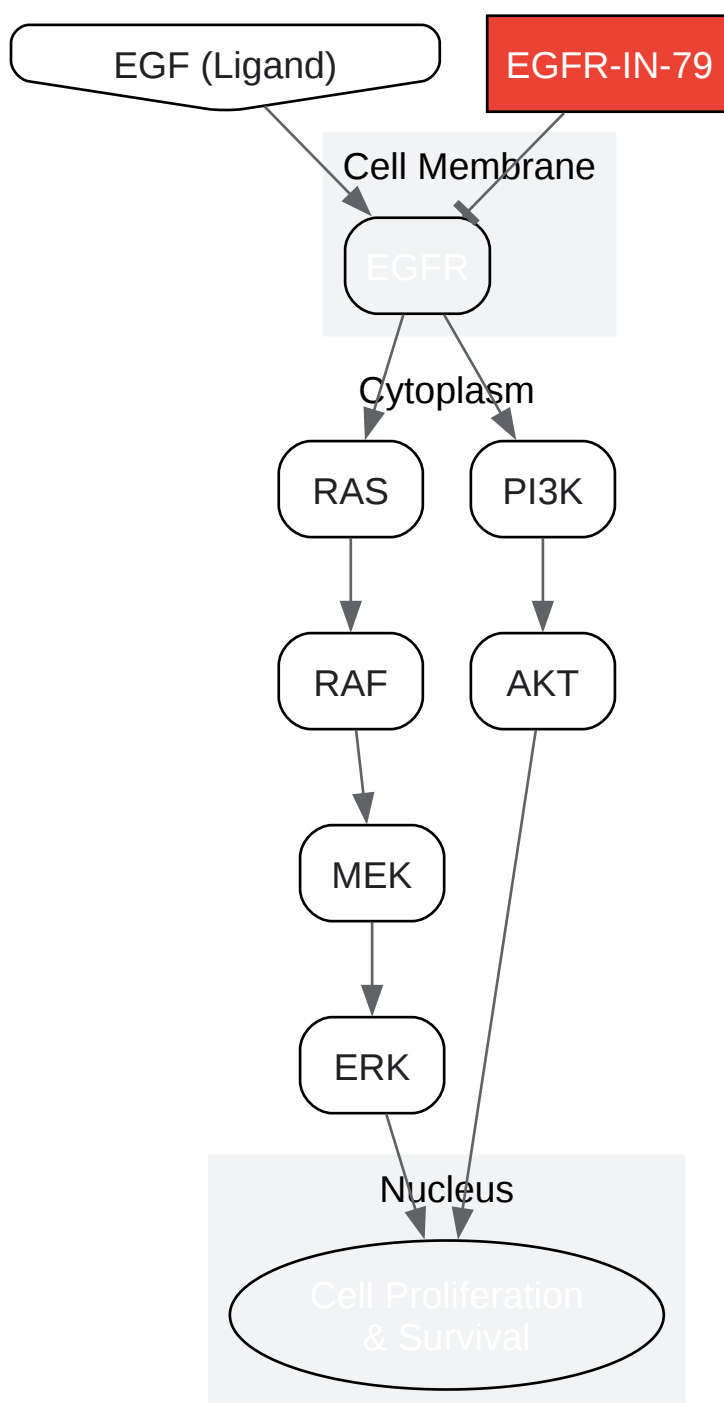 EGF (Ligand)
EGFR-IN-79
Cell Membrane
EGFR
Cytoplasm
RAS
PI3K
RAF
AKT
MEK
ERK
Nucleus
Cell Proliferation
& Survival